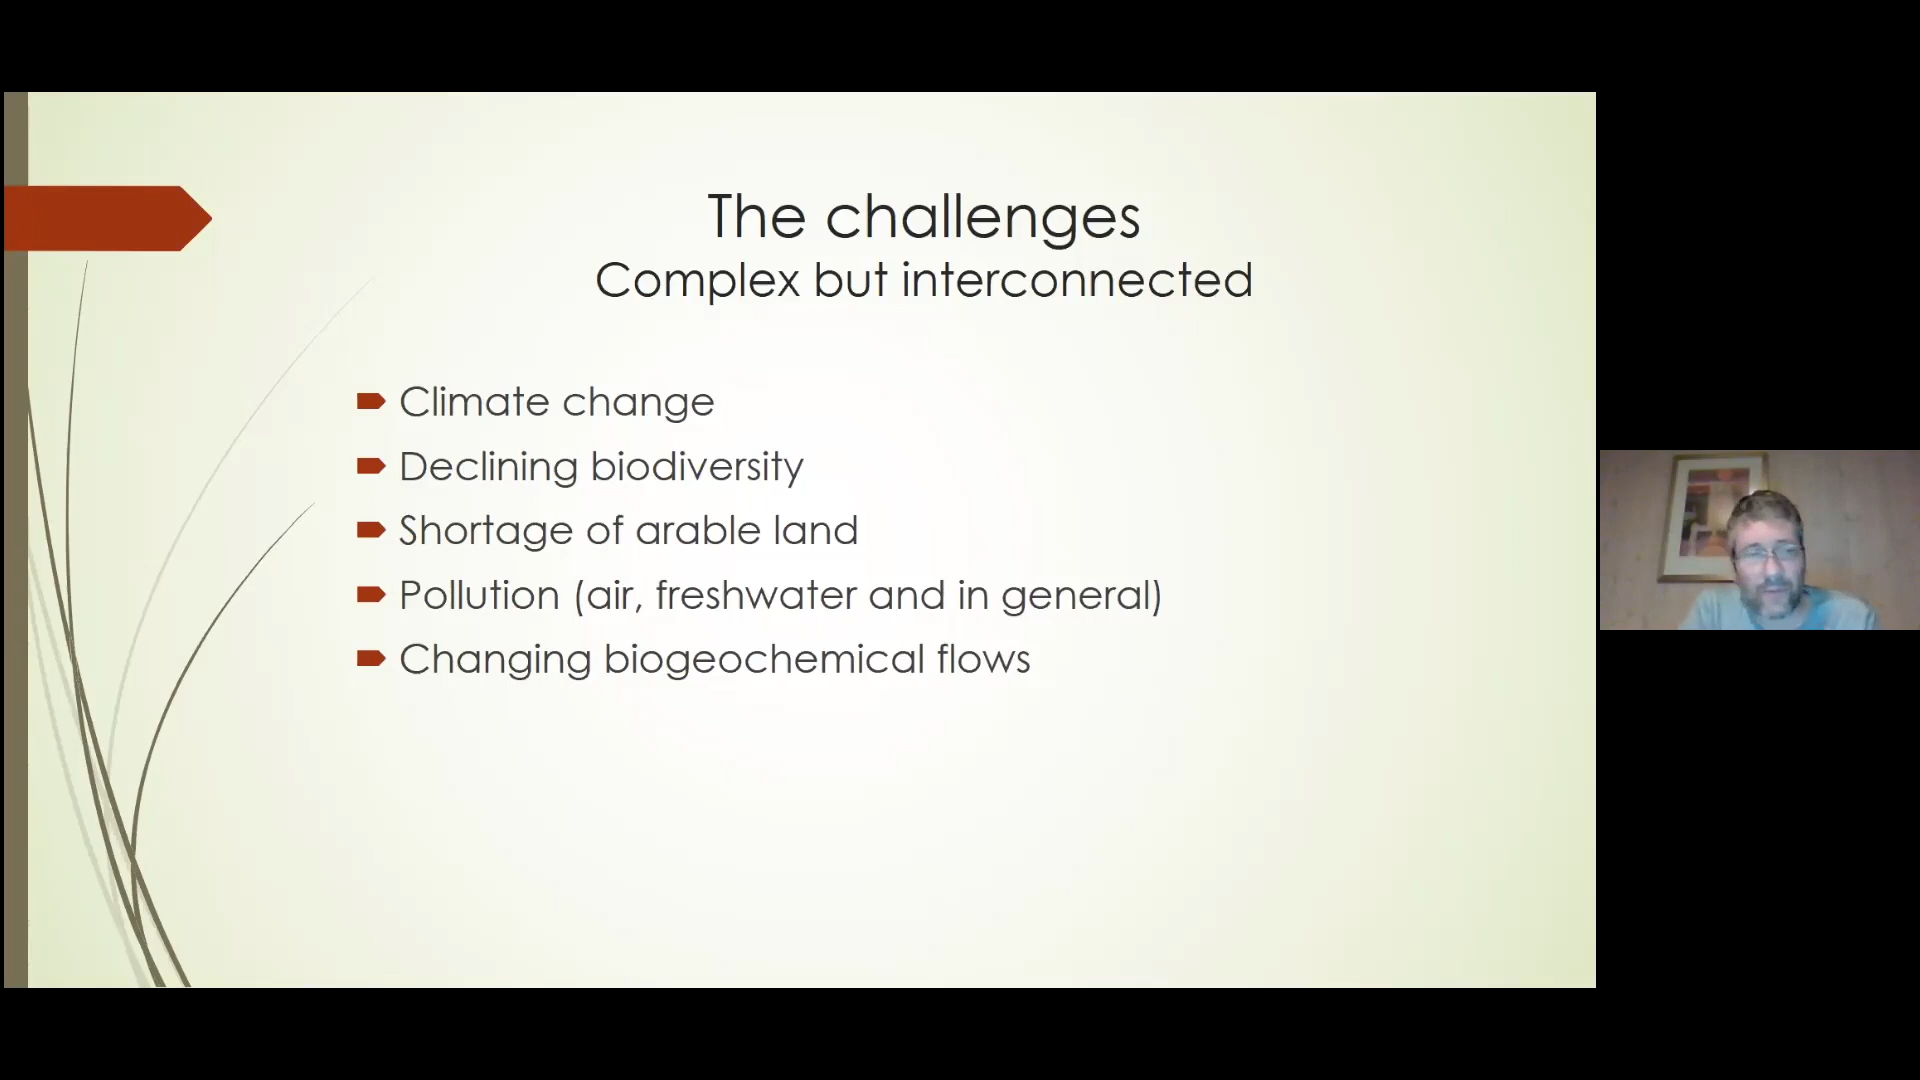 The challenges
Complex but interconnected
Climate change
Declining biodiversity
Shortage of arable land
Pollution (air, freshwater and in general)
Changing biogeochemical flows